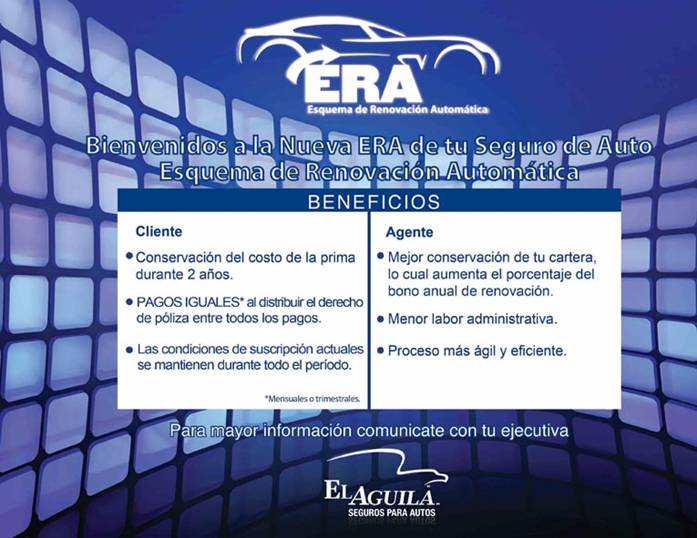 ERA
Esquema de Renovación Automática
Bienvenidos a la Nueva ERA de tu Seguro de Auto
Esquema de Renovación Automática
BENEFICIOS
Cliente
• Conservación del costo de la prima
durante 2 años.
• PAGOS IGUALES* al distribuir el derecho
de póliza entre todos los pagos.
• Las condiciones de suscripción actuales
se mantienen durante todo el período.
*Mensuales o trimestrales.
Agente
• Mejor conservación de tu cartera,
lo cual aumenta el porcentaje del
bono anual de renovación.
• Menor labor administrativa.
• Proceso más ágil y eficiente.
Para mayor información comunicate con tu ejecutiva
EL AGUILA
SEGUROS PARA AUTOS